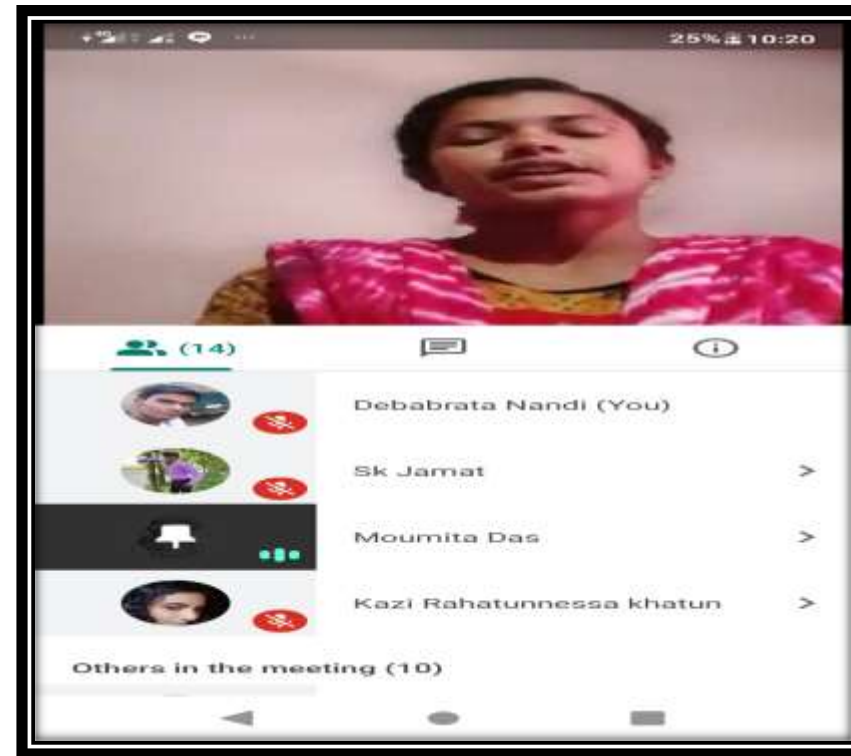 25% 10:20
(14)
Debabrata Nandi (You)
Sk Jamat
Moumita Das
Kazi Rahatunnessa khatun
Others in the meeting (10)